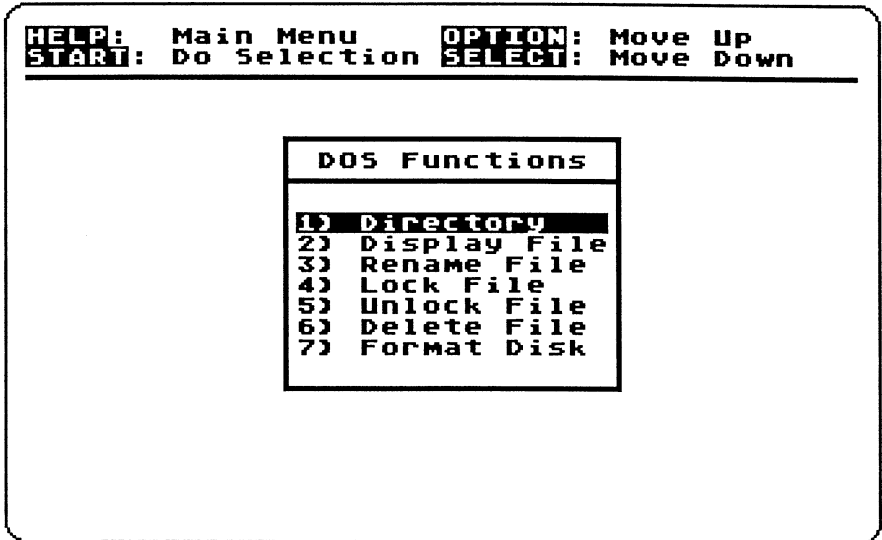 HELP: Main Menu OPTION: Move Up
START: Do Selection SELECT: Move Down
DOS Functions
1) Directory
2) Display File
3) Rename File
4) Lock File
5) Unlock File
6) Delete File
7) Format Disk